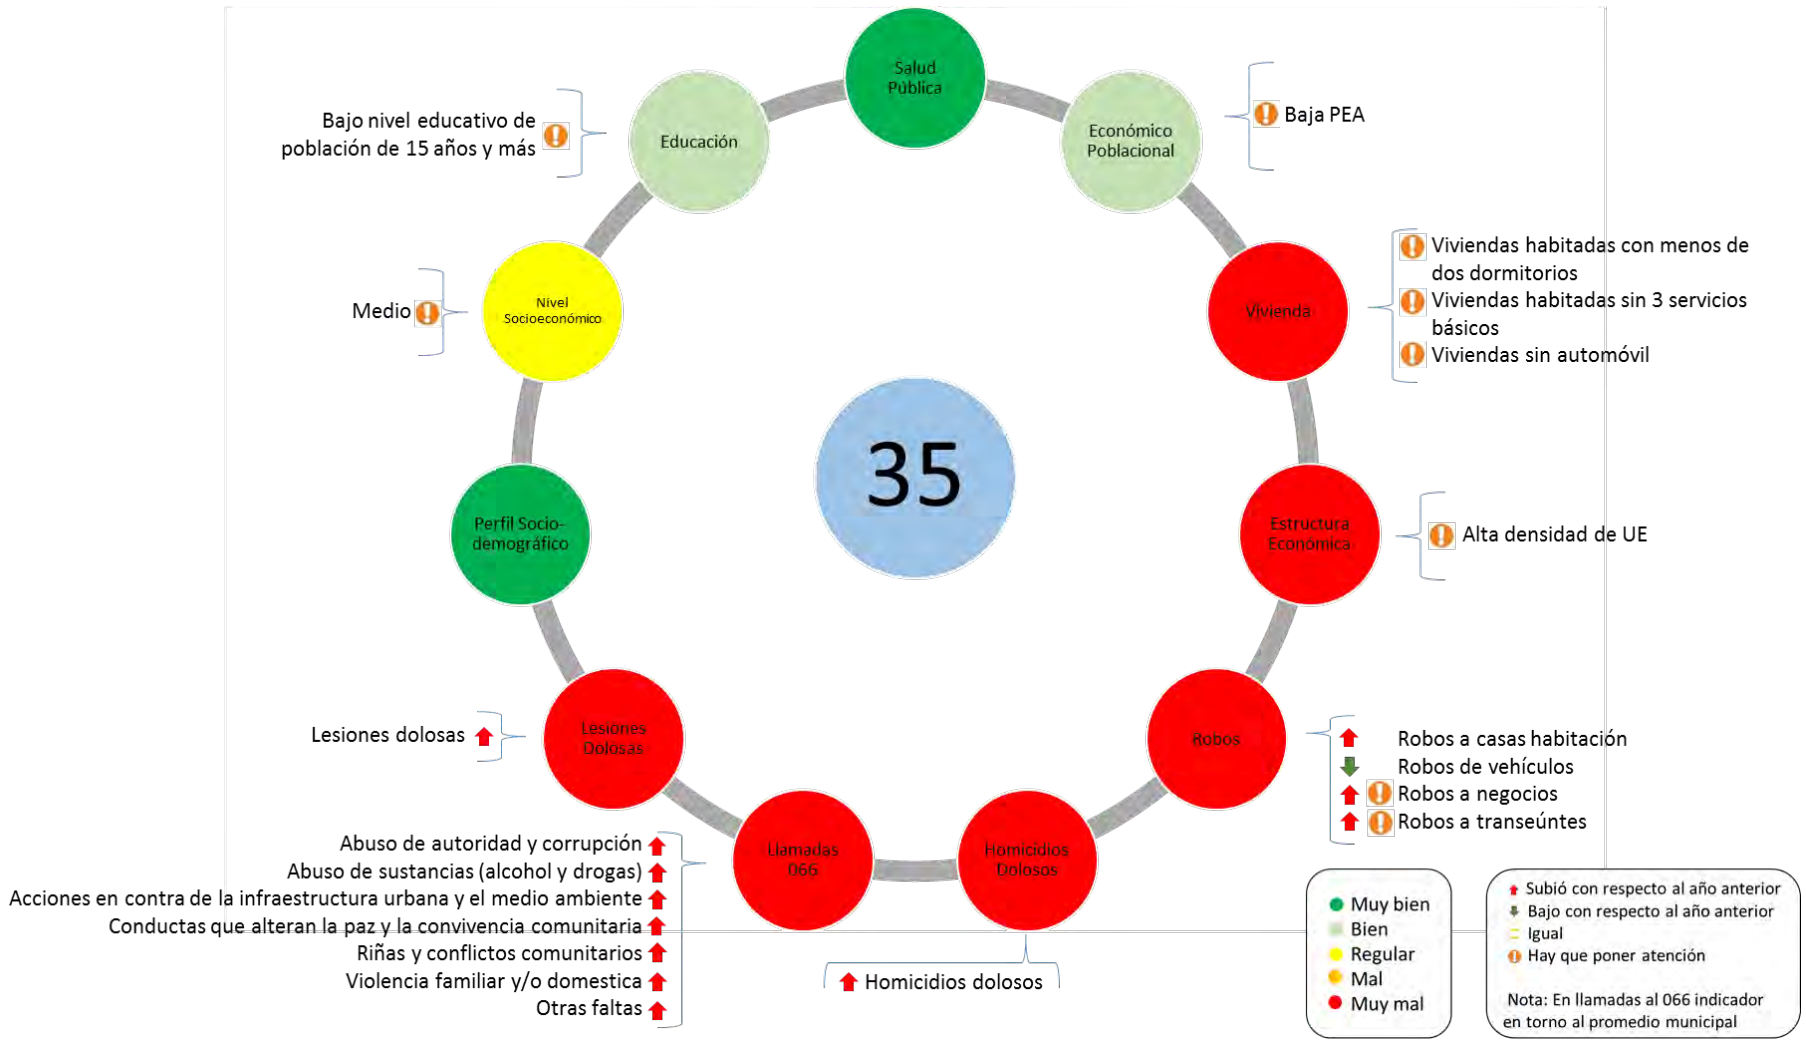 Salud
Pública
Económico
Poblacional
Baja PEA
Educación
Bajo nivel educativo de
población de 15 años y más
Nivel
Socioeconómico
Medio
Vivienda
Viviendas habitadas con menos de
dos dormitorios
Viviendas habitadas sin 3 servicios
básicos
Viviendas sin automóvil
35
Perfil Socio-
demográfico
Estructura
Económica
Alta densidad de UE
Lesiones dolosas
Lesiones
Dolosas
Robos
Robos a casas habitación
Robos de vehículos
Robos a negocios
Robos a transeúntes
Llamadas
066
Homicidios
Dolosos
Abuso de autoridad y corrupción
Abuso de sustancias (alcohol y drogas)
Acciones en contra de la infraestructura urbana y el medio ambiente
Conductas que alteran la paz y la convivencia comunitaria
Riñas y conflictos comunitarios
Violencia familiar y/o domestica
Otras faltas
Homicidios dolosos
Muy bien
Bien
Regular
Mal
Muy mal
Subió con respecto al año anterior
Bajo con respecto al año anterior
Igual
Hay que poner atención
Nota: En llamadas al 066 indicador
en torno al promedio municipal